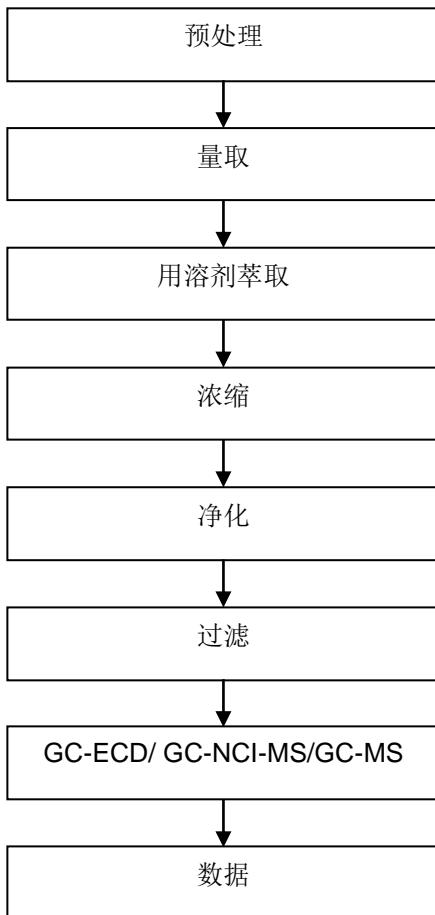 预处理
量取
用溶剂萃取
浓缩
净化
过滤
GC-ECD/ GC-NCI-MS/GC-MS
数据